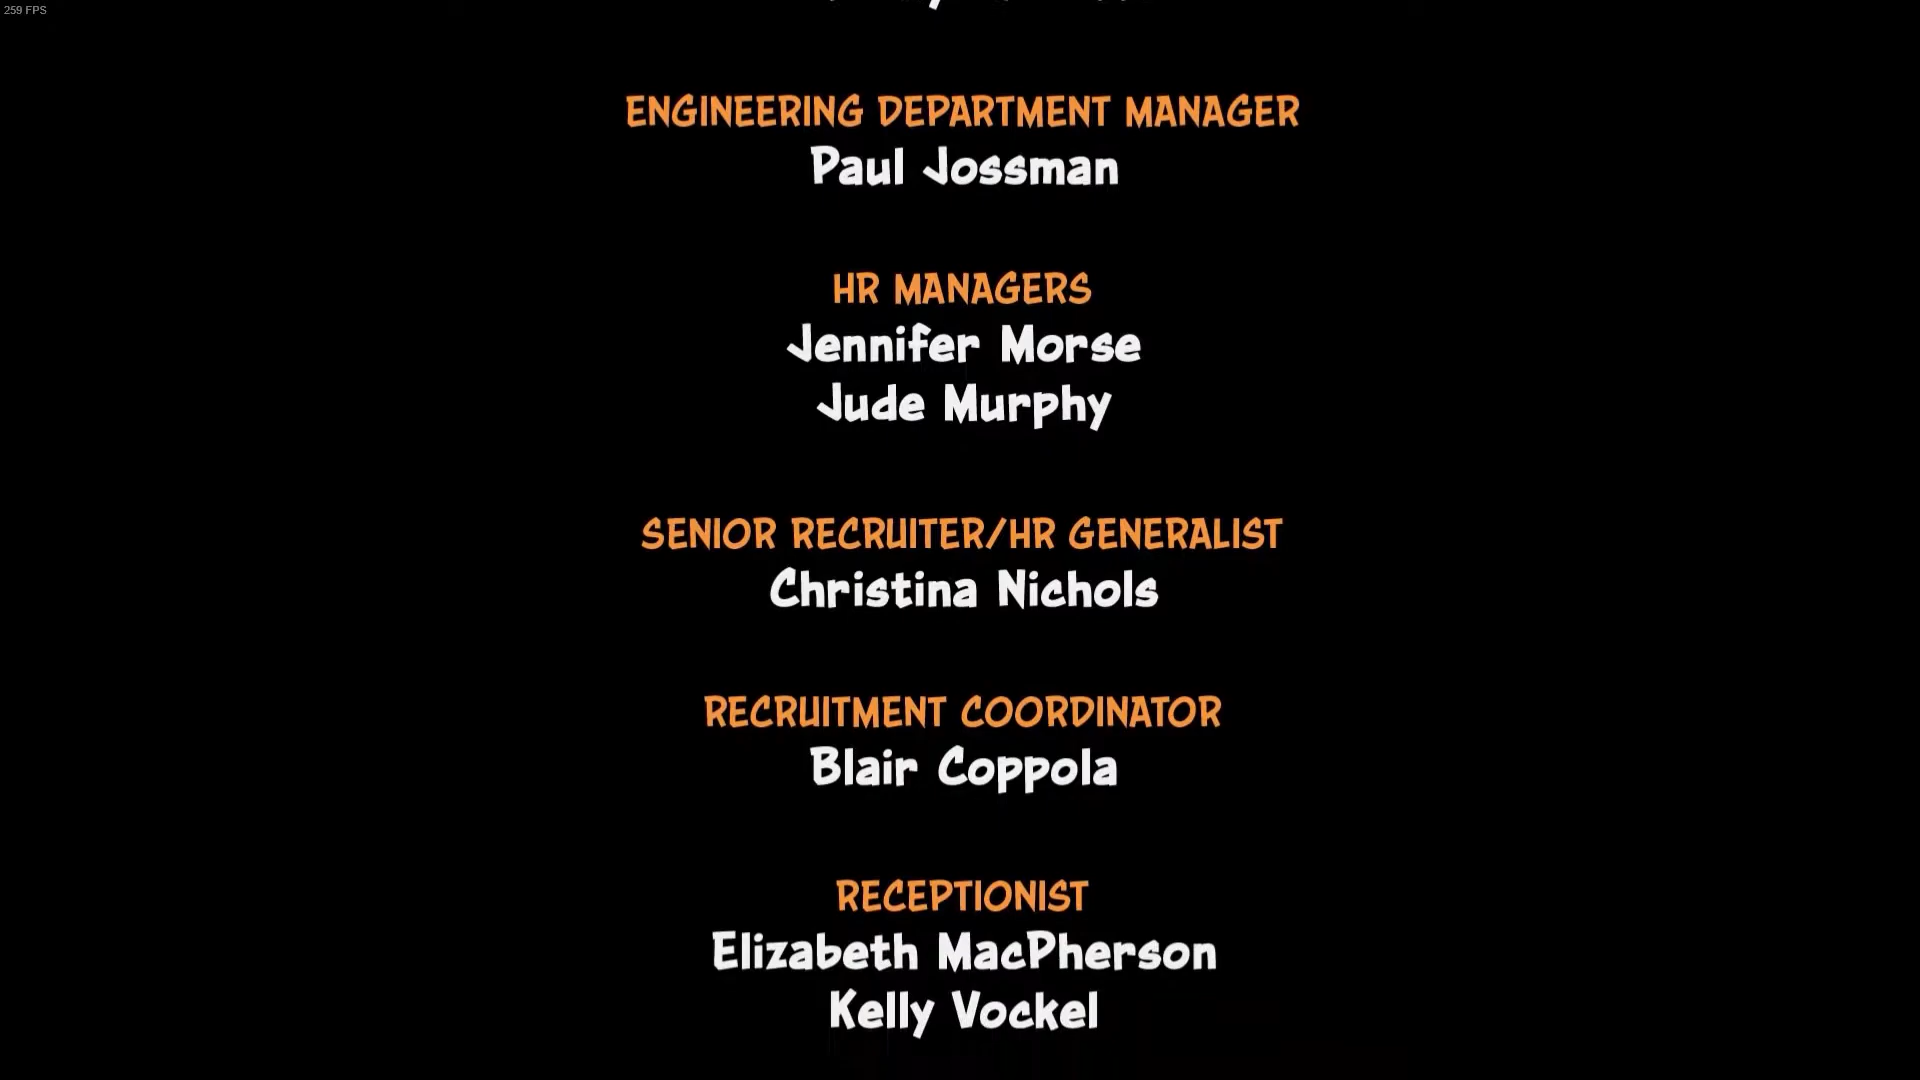 259 FPS
ENGINEERING DEPARTMENT MANAGER
Paul Jossman
HR MANAGERS
Jennifer Morse
Jude Murphy
SENIOR RECRUITER/HR GENERALIST
Christina Nichols
RECRUITMENT COORDINATOR
Blair Coppola
RECEPTIONIST
Elizabeth MacPherson
Kelly Vockel